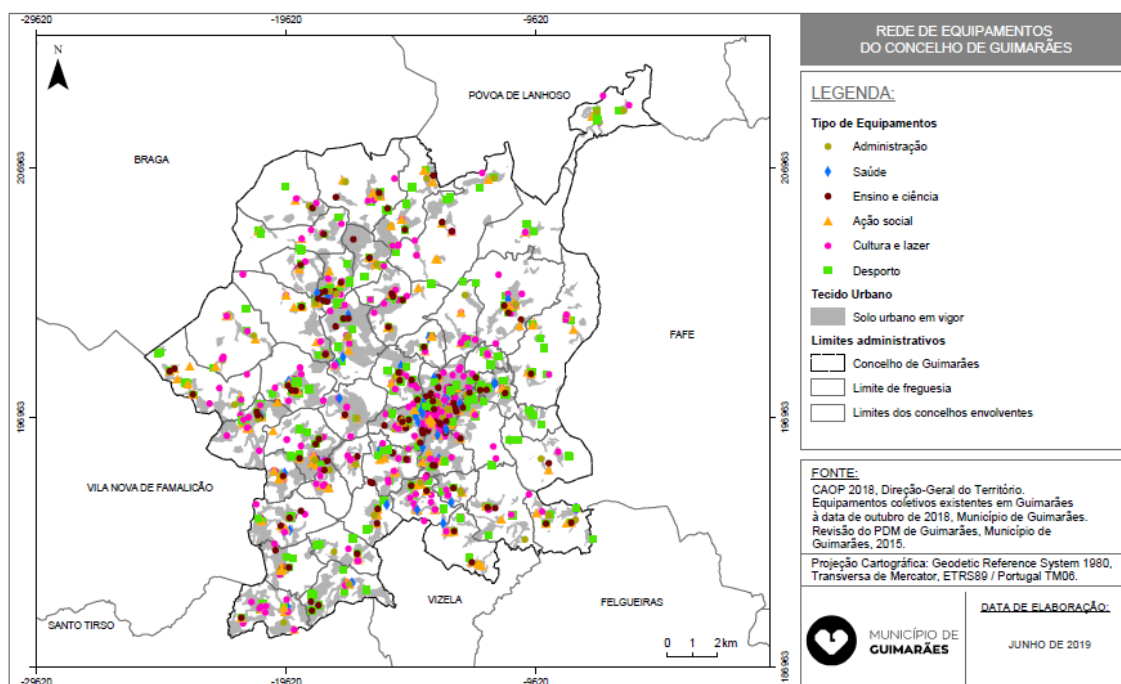 -29620
-19620
-9620
REDE DE EQUIPAMENTOS
DO CONCELHO DE GUIMARÃES
N
PÓVOA DE LANHOSO
BRAGA
206963
206963
FAFE
196963
196963
VILA NOVA DE FAMALICÃO
VIZELA
FELGUEIRAS
SANTO TIRSO
0 1 2km
186963
-29620
-19620
-9620
LEGENDA:
Tipo de Equipamentos
Administração
Saúde
Ensino e ciência
Ação social
Cultura e lazer
Desporto
Tecido Urbano
Solo urbano em vigor
Limites administrativos
Concelho de Guimarães
Limite de freguesia
Limites dos concelhos envolventes
FONTE:
CAOP 2018, Direção-Geral do Território.
Equipamentos coletivos existentes em Guimarães
à data de outubro de 2018, Município de Guimarães.
Revisão do PDM de Guimarães, Município de
Guimarães, 2015.
Projeção Cartográfica: Geodetic Reference System 1980,
Transversa de Mercator, ETRS89 / Portugal TM06.
MUNICÍPIO DE
GUIMARÃES
DATA DE ELABORAÇÃO:
JUNHO DE 2019